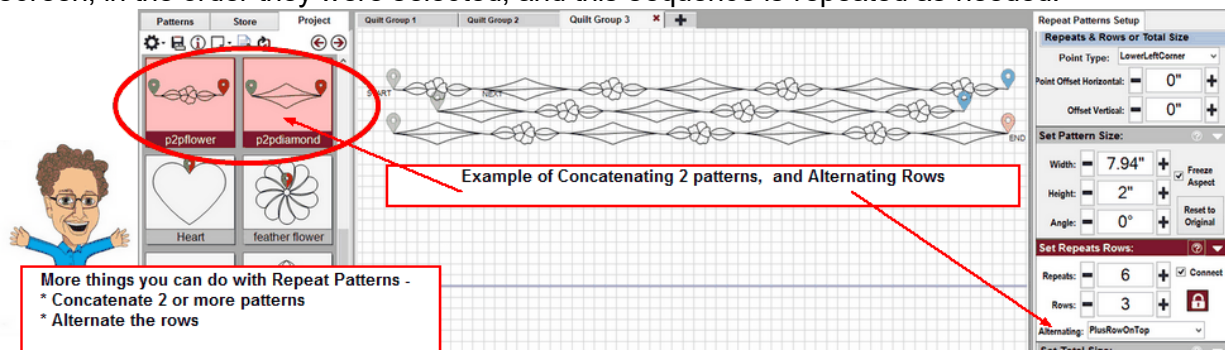 screen, in the order they were selected, and this sequence is repeated as needed.
Patterns Store Project
Quilt Group 1 Quilt Group 2 Quilt Group 3
p2pflower p2pdiamond
Heart feather flower
START NEXT
END
Example of Concatenating 2 patterns, and Alternating Rows
More things you can do with Repeat Patterns -
* Concatenate 2 or more patterns
* Alternate the rows
Repeat Patterns Setup
Repeats & Rows or Total Size
Point Type: LowerLeftCorner
Point Offset Horizontal: 0"
Offset Vertical: 0"
Set Pattern Size:
Width: 7.94"
Freeze Aspect
Height: 2"
Angle: 0°
Reset to Original
Set Repeats Rows:
Repeats: 6 Connect
Rows: 3
Alternating: PlusRowOnTop
Set Total Size: